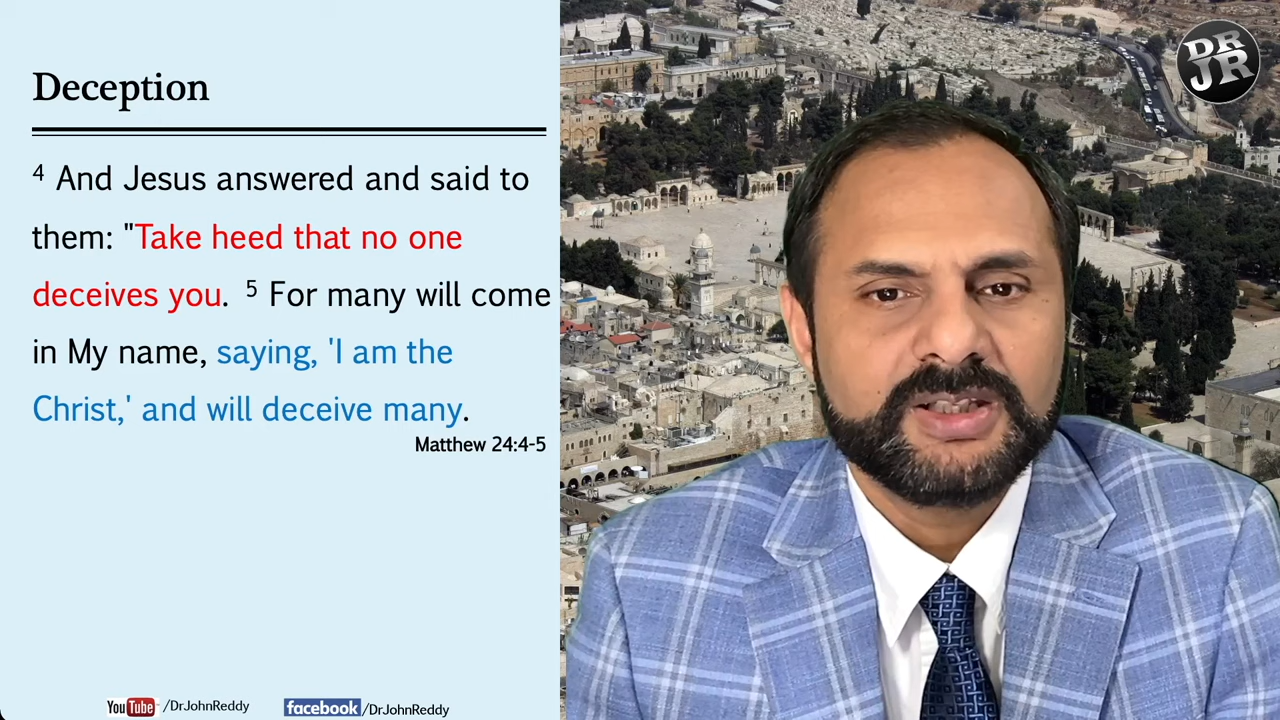 Deception
4 And Jesus answered and said to
them: "Take heed that no one
deceives you. 5 For many will come
in My name, saying, 'I am the
Christ,' and will deceive many.
Matthew 24:4-5
YouTube /DrJohnReddy
facebook /DrJohnReddy
DR
JR